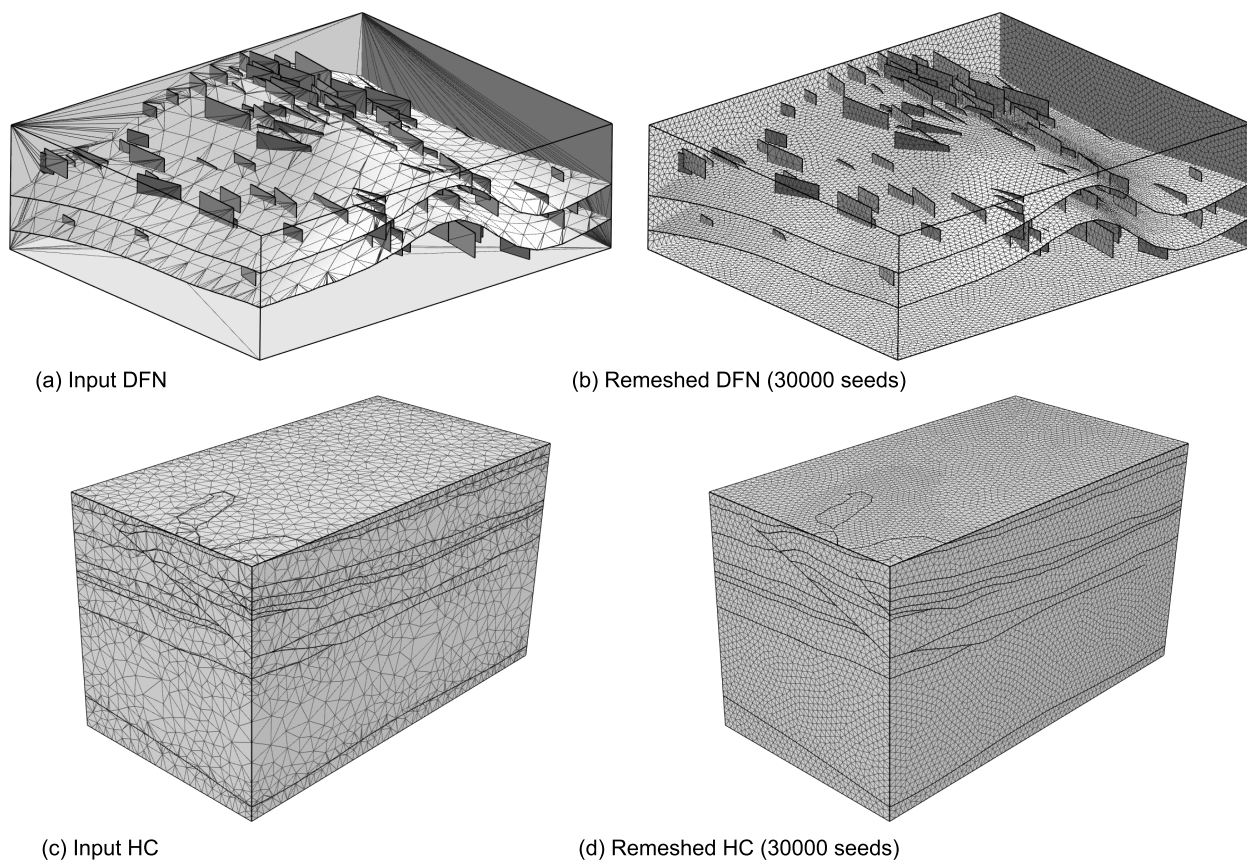 (a) Input DFN
(b) Remeshed DFN (30000 seeds)
(c) Input HC
(d) Remeshed HC (30000 seeds)